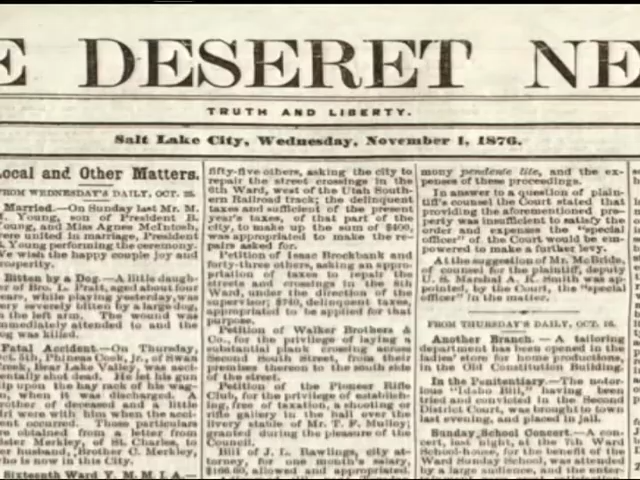 E DESERET NE
TRUTH AND LIBERTY.
Salt Lake City, Wednesday, November 1, 1876.
Local and Other Matters.
FROM WEDNESDAY'S DAILY, OCT. 25.
Married.—On Sunday last Mr. M.
Young, son of President B.
Young, and Miss Agnes McIntosh,
were united in marriage, President
Young performing the ceremony.
We wish the happy couple joy and
prosperity.
Bitten by a Dog.—A little daugh-
ter of Bro. L. Pratt, aged about four
years, while playing yesterday, was
very severely bitten by a large dog,
in the left arm. The wound was
immediately attended to and the
dog was killed.
Fatal Accident.—On Thursday,
Oct. 5th, Phineas Cook, Jr., of Swan
Creek, Bear Lake Valley, was acci-
dentally shot dead. He let his gun
slip upon the hay rack of his wag-
on, when it was discharged. A
brother of deceased and a little
girl were with him when the acci-
dent occurred. These particulars
were obtained from a letter from
Sister Merkley, of St. Charles, to
her husband, Brother C. Merkley,
who is now in this City.
Sixteenth Ward Y. M. M. I. A.—
fifty-five others, asking the city to
repair the street crossings in the
6th Ward, west of the Utah South-
ern Railroad track; the delinquent
taxes and sufficient of the present
year's taxes, of that part of the
city, to make up the sum of $400,
was appropriated to make the re-
pairs asked for.
Petition of Isaac Brockbank and
forty-three others, asking an appro-
priation of taxes to repair the
streets and crossings in the 8th
Ward, under the direction of the
supervisor; delinquent taxes,
appropriated to be applied for that
purpose.
Petition of Walker Brothers &
Co., for the privilege of laying a
substantial plank crossing across
Second South street, from their
premises thereon to the south side
of the street.
Petition of the Pioneer Rifle
Club, for the privilege of establish-
ing, free of taxation, a shooting or
rifle gallery in the hall over the
livery stable of Mr. T. F. Mulloy;
granted during the pleasure of the
Council.
Bill of J. L. Rawlings, city at-
torney, for one month's salary,
allowed and appropriated.
mony pendente lite, and the ex-
penses of these proceedings.
In answer to a question of plain-
tiff's counsel the Court stated that
providing the aforementioned pro-
perty was insufficient to satisfy the
order and expenses the "special
officer" of the Court would be em-
powered to make a further levy.
At the suggestion of Mr. McBride,
of counsel for the plaintiff, deputy
U. S. Marshal A. K. Smith was ap-
pointed, by the Court, the "special
officer" in the matter.
FROM THURSDAY'S DAILY, OCT. 26.
Another Branch. — A tailoring
department has been opened in the
ladies' store for home productions,
in the Old Constitution Building.
In the Penitentiary.—The notor-
ious "Idaho Bill," having been
tried and convicted in the Second
District Court, was brought to town
last evening, and placed in jail.
Sunday School Concert.—A con-
cert, last night, at the 7th Ward
School-house, for the benefit of the
Ward Sunday School, was attended
by a large audience, and the enter-